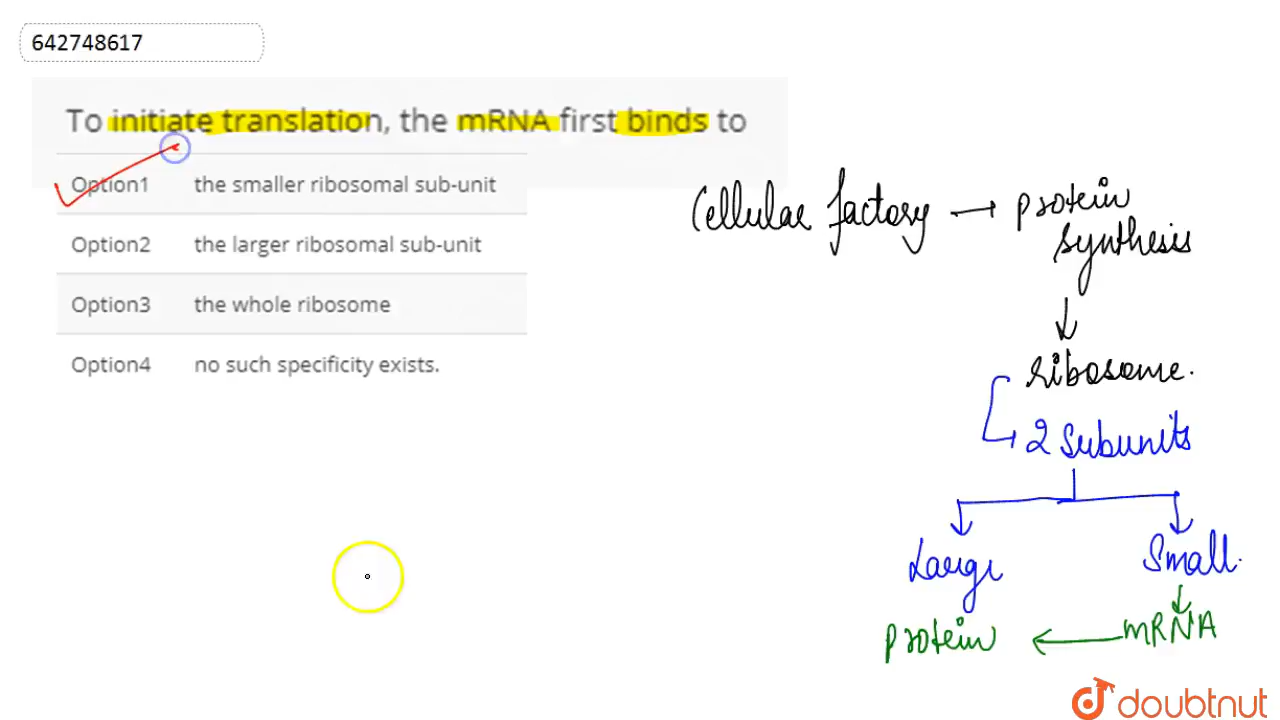 642748617
To initiate translation, the mRNA first binds to
Option1 the smaller ribosomal sub-unit
Option2 the larger ribosomal sub-unit
Option3 the whole ribosome
Option4 no such specificity exists.
Cellular factory → protein
synthesis
ribosome.
2 subunits
Large Small.
protein ← mRNA
doubtnut